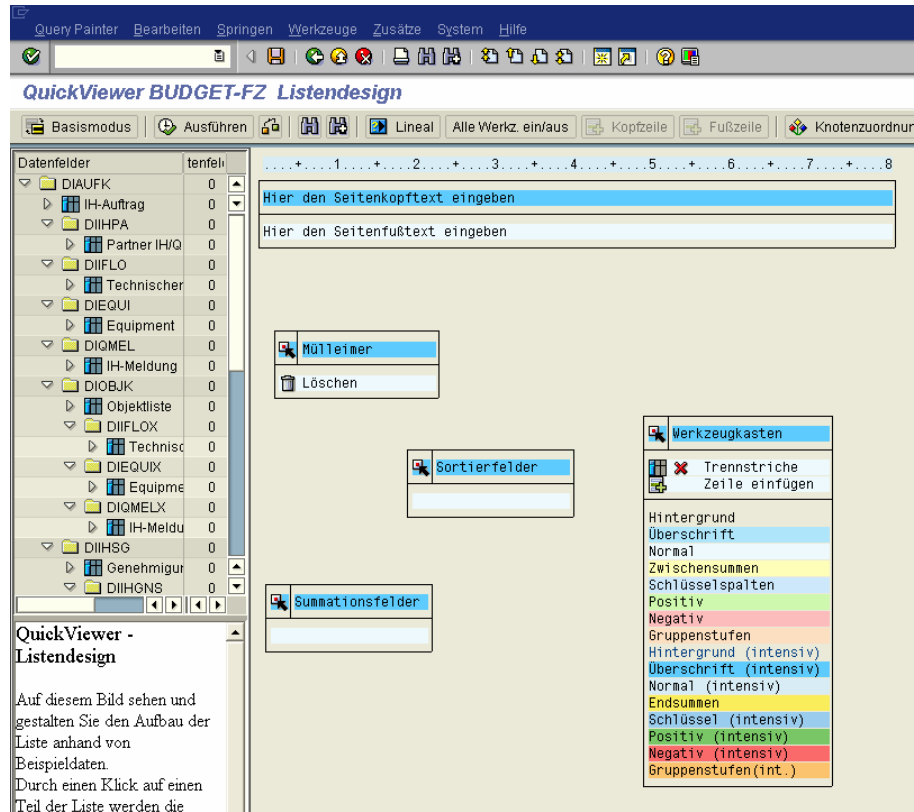 Query Painter Bearbeiten Springen Werkzeuge Zusätze System Hilfe
QuickViewer BUDGET-FZ Listendesign
Basismodus Ausführen Lineal Alle Werkz. ein/aus Kopfzeile Fußzeile Knotenzuordnun
Datenfelder tenfeld
....+....1....+....2....+....3....+....4....+....5....+....6....+....7....+....8
DIAUFK 0
IH-Auftrag 0
DIIHPA 0
Partner IH/Q 0
DIIFLO 0
Technischer 0
DIEQUI 0
Equipment 0
DIQMEL 0
IH-Meldung 0
DIOBJK 0
Objektliste 0
DIIFLOX 0
Technisc 0
DIEQUIX 0
Equipme 0
DIQMELX 0
IH-Meldu 0
DIIHSG 0
Genehmigur 0
DIIHGNS 0
Hier den Seitenkopftext eingeben
Hier den Seitenfußtext eingeben
Mülleimer
Löschen
Sortierfelder
Summationsfelder
Werkzeugkasten
Trennstriche
Zeile einfügen
Hintergrund
Überschrift
Normal
Zwischensummen
Schlüsselspalten
Positiv
Negativ
Gruppenstufen
Hintergrund (intensiv)
Überschrift (intensiv)
Normal (intensiv)
Endsummen
Schlüssel (intensiv)
Positiv (intensiv)
Negativ (intensiv)
Gruppenstufen(int.)
QuickViewer -
Listendesign
Auf diesem Bild sehen und
gestalten Sie den Aufbau der
Liste anhand von
Beispieldaten.
Durch einen Klick auf einen
Teil der Liste werden die